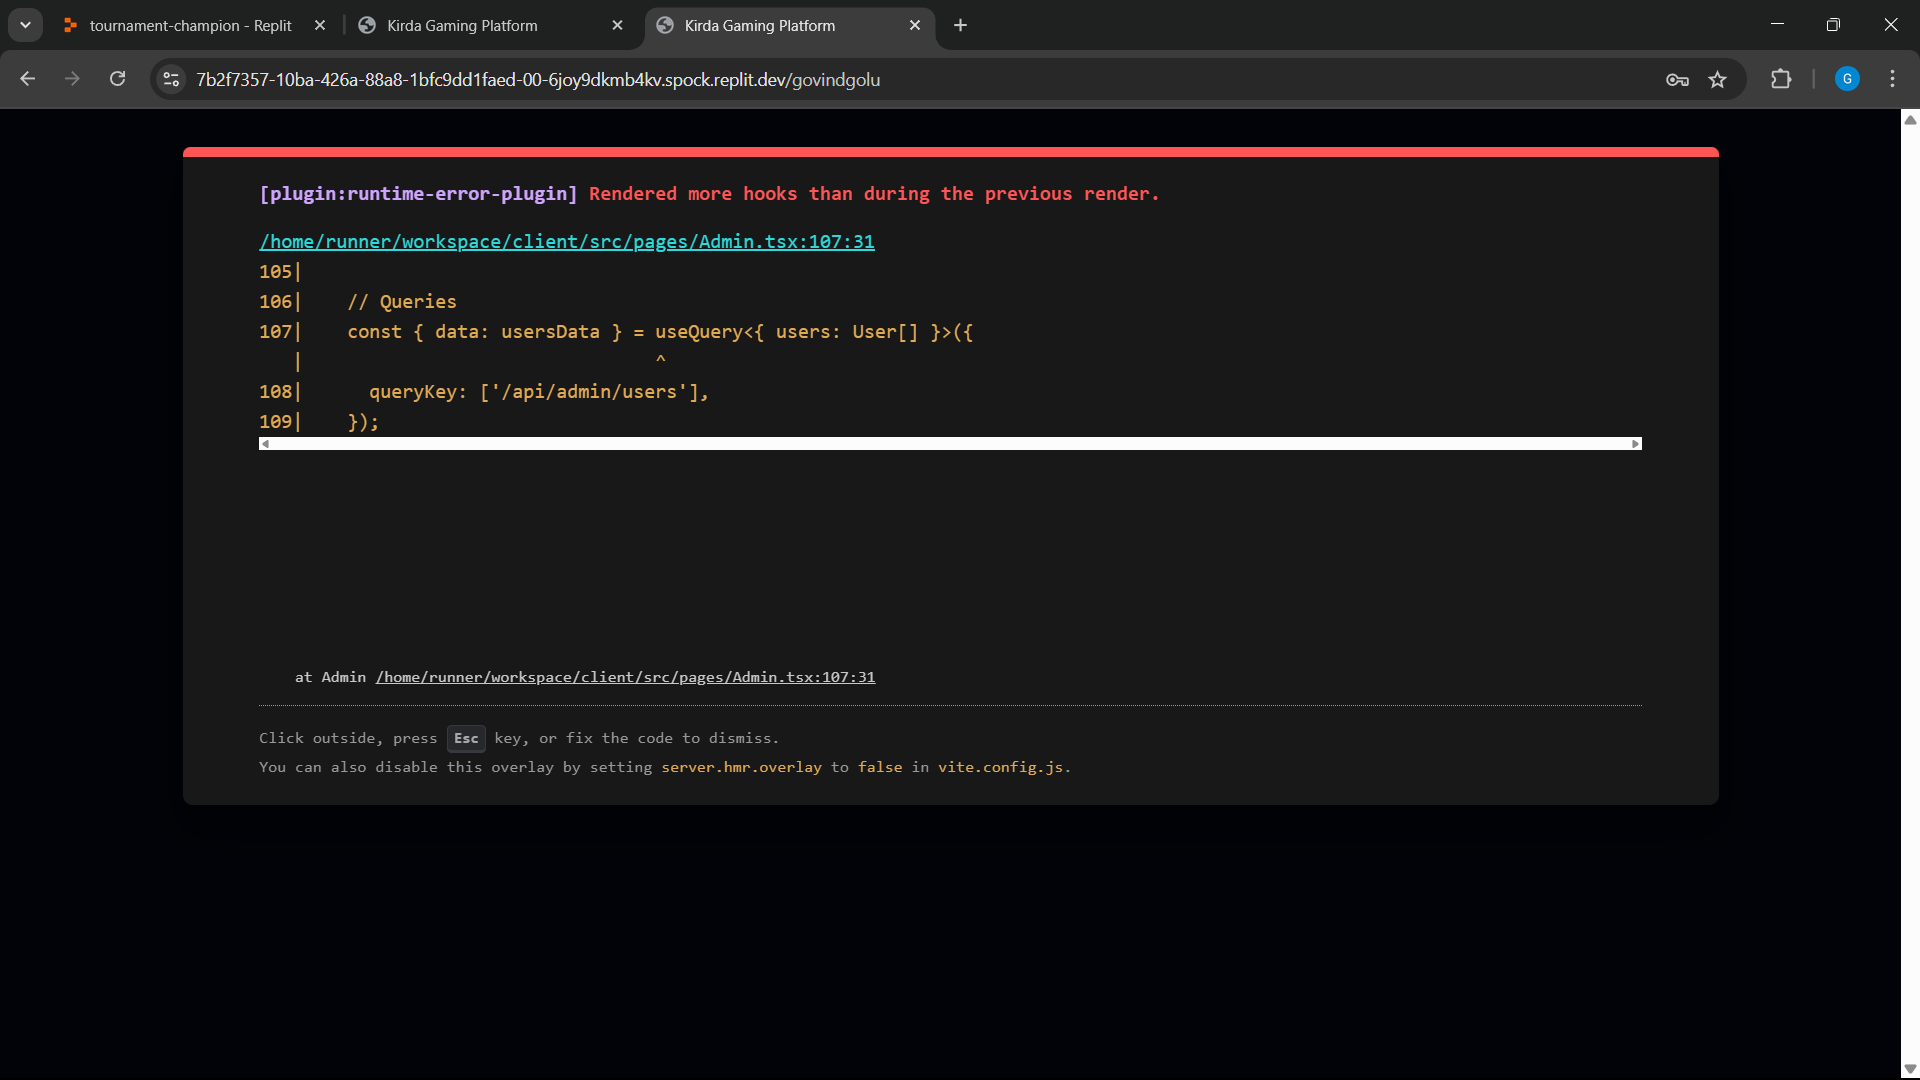 tournament-champion - Replit
Kirda Gaming Platform
Kirda Gaming Platform
7b2f7357-10ba-426a-88a8-1bfc9dd1faed-00-6joy9dkmb4kv.spock.replit.dev/govindgolu
G
[plugin:runtime-error-plugin] Rendered more hooks than during the previous render.
/home/runner/workspace/client/src/pages/Admin.tsx:107:31
105|
106|    // Queries
107|    const { data: usersData } = useQuery<{ users: User[] }>({
   |                                ^
108|      queryKey: ['/api/admin/users'],
109|    });
at Admin /home/runner/workspace/client/src/pages/Admin.tsx:107:31
Click outside, press Esc key, or fix the code to dismiss.
You can also disable this overlay by setting server.hmr.overlay to false in vite.config.js.